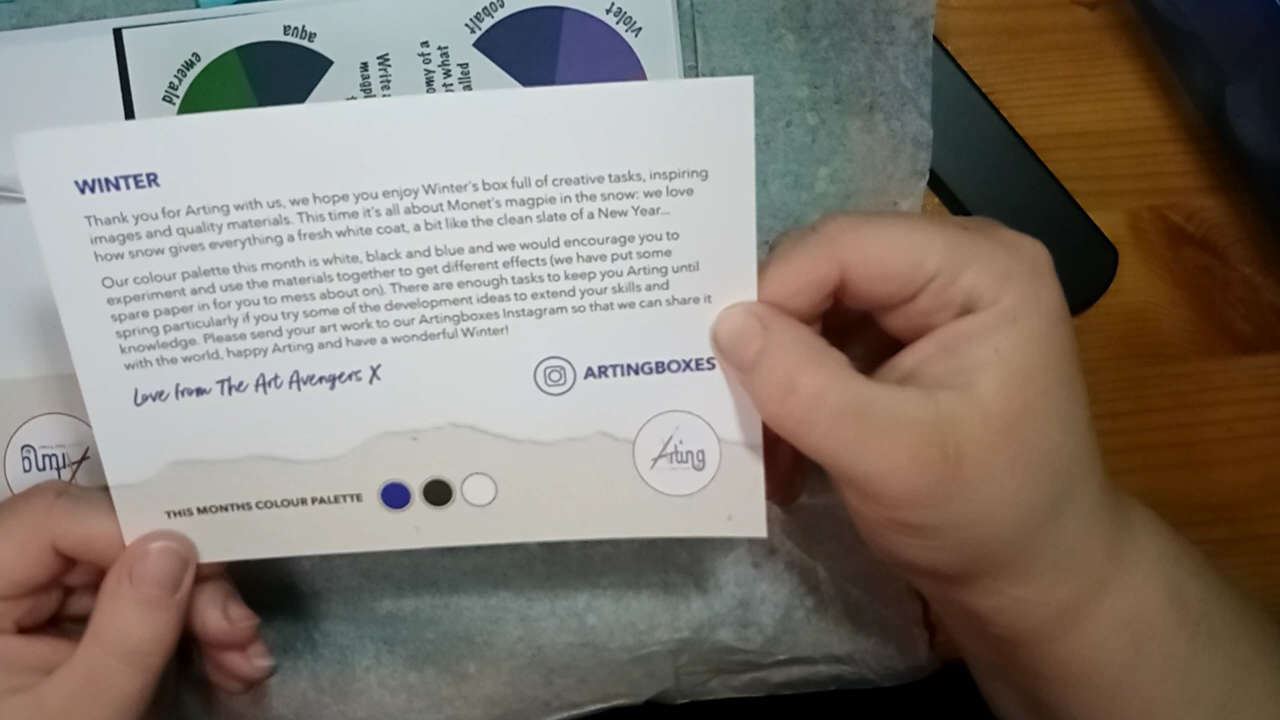 emerald
aqua
cobalt
violet
Write
magpi
omy of a
t what
alled
WINTER
Thank you for Arting with us, we hope you enjoy Winter's box full of creative tasks, inspiring
images and quality materials. This time it's all about Monet's magpie in the snow: we love
how snow gives everything a fresh white coat, a bit like the clean slate of a New Year...
Our colour palette this month is white, black and blue and we would encourage you to
experiment and use the materials together to get different effects (we have put some
spare paper in for you to mess about on). There are enough tasks to keep you Arting until
spring particularly if you try some of the development ideas to extend your skills and
knowledge. Please send your art work to our Artingboxes Instagram so that we can share it
with the world, happy Arting and have a wonderful Winter!
Love from The Art Avengers X
ARTINGBOXES
Arting
THIS MONTHS COLOUR PALETTE
Arting